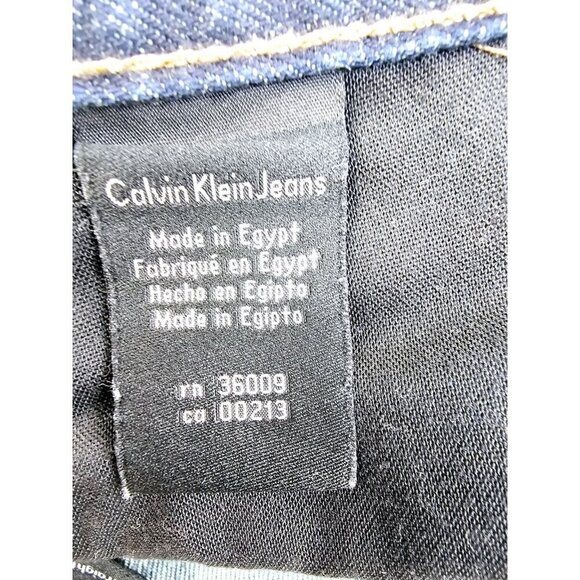 Calvin Klein Jeans
Made in Egypt
Fabriqué en Egypt
Hecho en Egipto
Made in Egipto
rn 36009
ca 00213